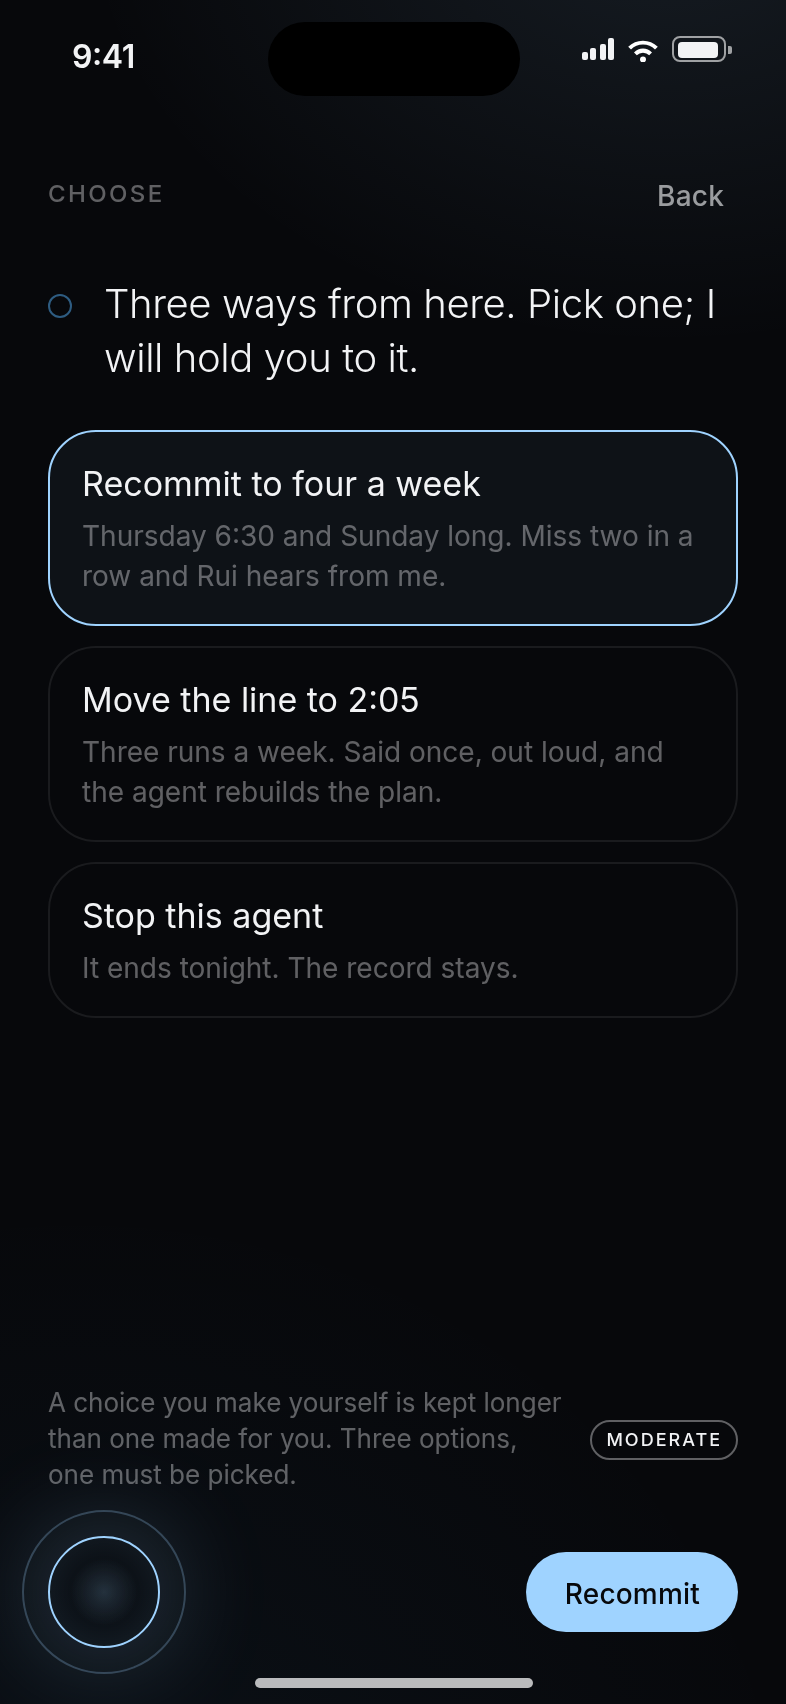 9:41
CHOOSE
Back
Three ways from here. Pick one; I
will hold you to it.
Recommit to four a week
Thursday 6:30 and Sunday long. Miss two in a
row and Rui hears from me.
Move the line to 2:05
Three runs a week. Said once, out loud, and
the agent rebuilds the plan.
Stop this agent
It ends tonight. The record stays.
A choice you make yourself is kept longer
than one made for you. Three options,
one must be picked.
MODERATE
Recommit